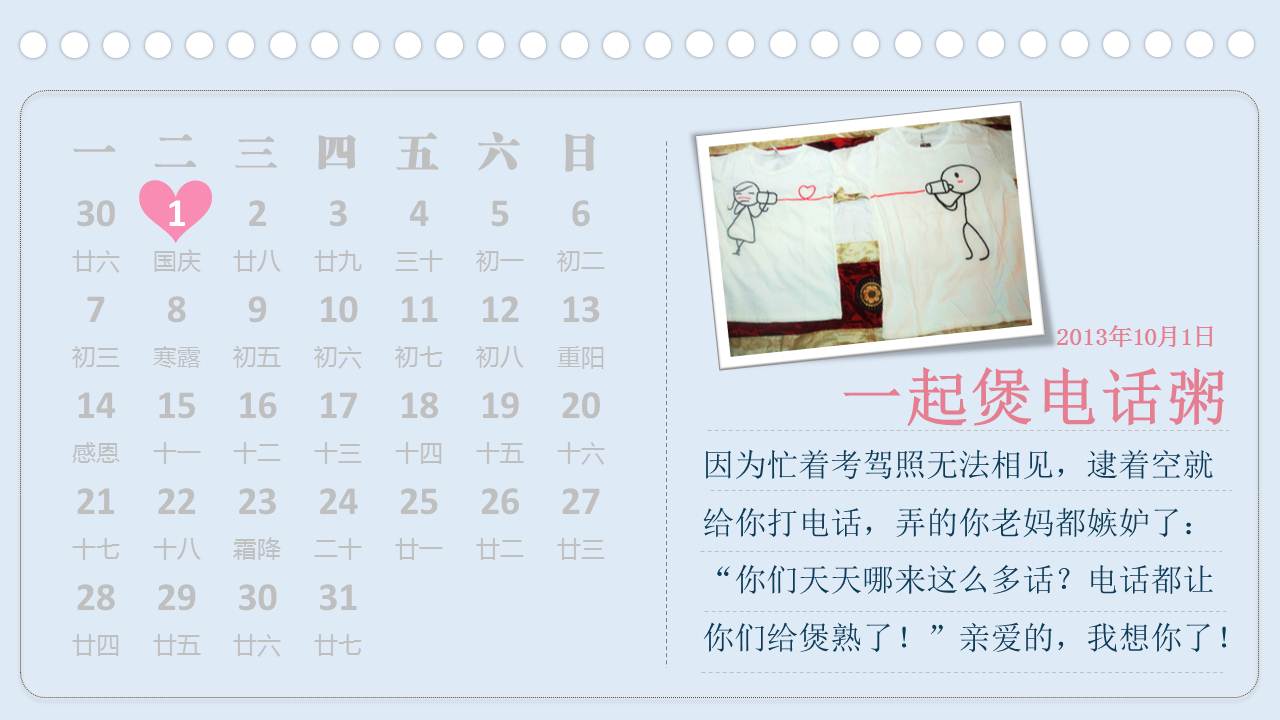 一 二 三 四 五 六 日
30 1 2 3 4 5 6
廿六 国庆 廿八 廿九 三十 初一 初二
7 8 9 10 11 12 13
初三 寒露 初五 初六 初七 初八 重阳
14 15 16 17 18 19 20
感恩 十一 十二 十三 十四 十五 十六
21 22 23 24 25 26 27
十七 十八 霜降 二十 廿一 廿二 廿三
28 29 30 31
廿四 廿五 廿六 廿七
2013年10月1日
一起煲电话粥
因为忙着考驾照无法相见，逮着空就
给你打电话，弄的你老妈都嫉妒了：
“你们天天哪来这么多话？电话都让
你们给煲熟了！”亲爱的，我想你了！